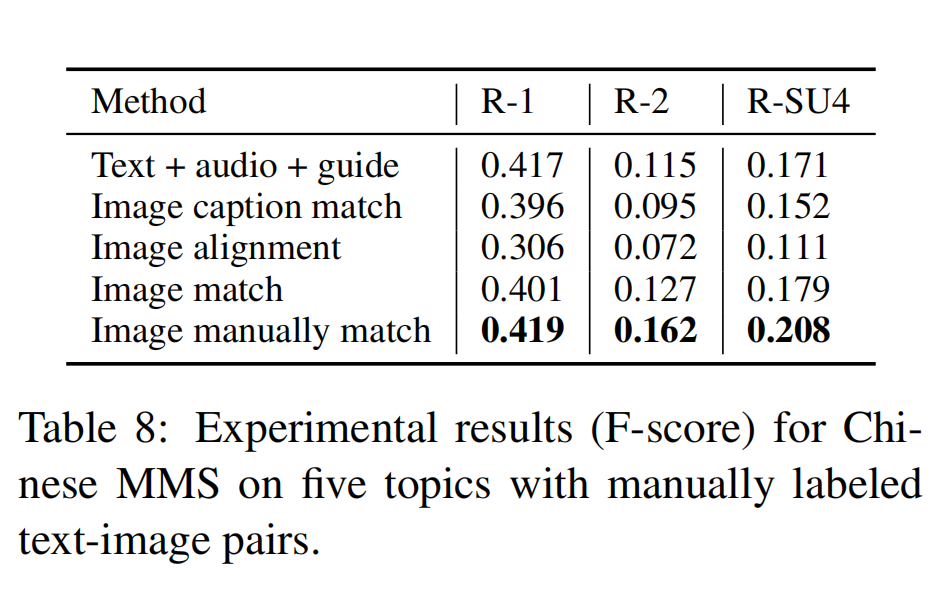 Method R-1 R-2 R-SU4
Text + audio + guide 0.417 0.115 0.171
Image caption match 0.396 0.095 0.152
Image alignment 0.306 0.072 0.111
Image match 0.401 0.127 0.179
Image manually match 0.419 0.162 0.208
Table 8: Experimental results (F-score) for Chi-
nese MMS on five topics with manually labeled
text-image pairs.